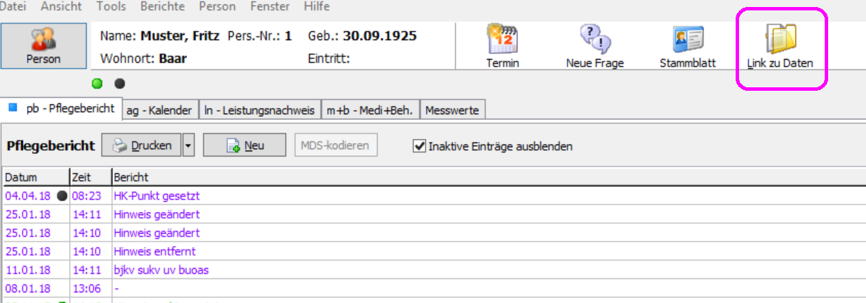 Datei Ansicht Tools Berichte Person Fenster Hilfe
Person
Name: Muster, Fritz Pers.-Nr.: 1 Geb.: 30.09.1925
Wohnort: Baar Eintritt:
Termin
Neue Frage
Stammblatt
Link zu Daten
pb - Pflegebericht ag - Kalender ln - Leistungsnachweis m+b - Medi+Beh. Messwerte
Pflegebericht Drucken Neu MDS-kodieren Inaktive Einträge ausblenden
Datum Zeit Bericht
04.04.18 08:23 HK-Punkt gesetzt
25.01.18 14:11 Hinweis geändert
25.01.18 14:10 Hinweis geändert
25.01.18 14:10 Hinweis entfernt
11.01.18 14:11 bjkv sukv uv buoas
08.01.18 13:06 -